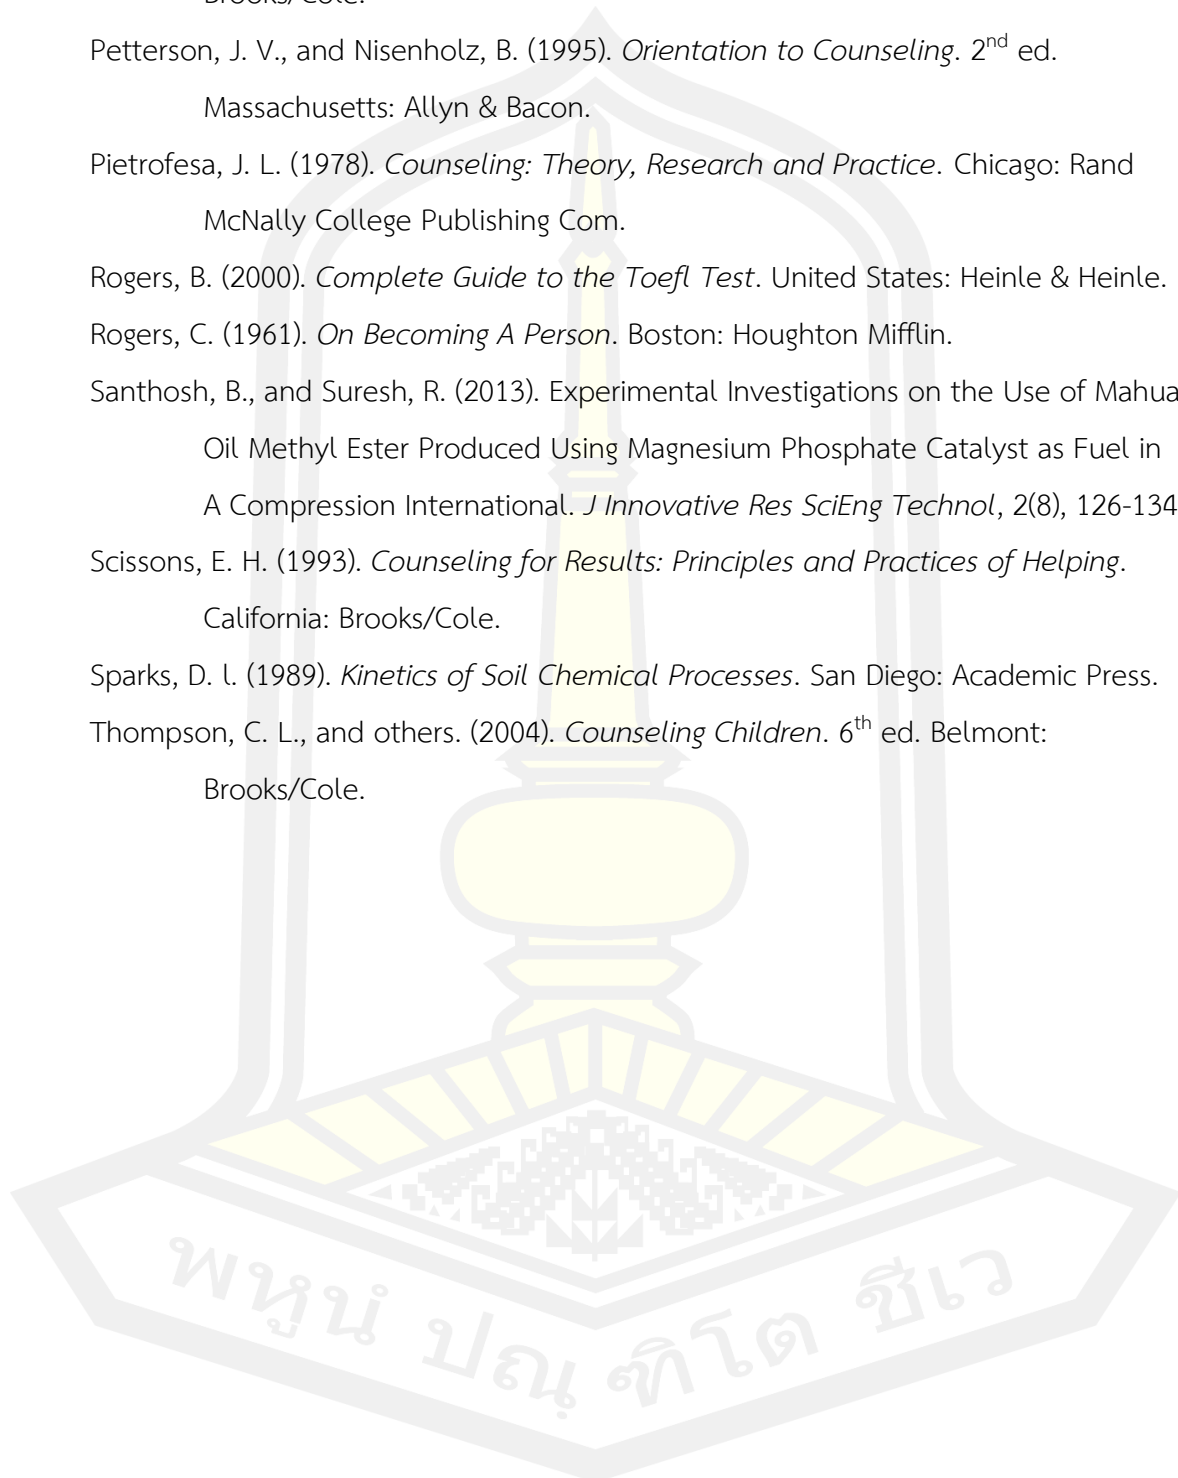 Brooks/Cole.
Petterson, J. V., and Nisenholz, B. (1995). Orientation to Counseling. 2nd ed.
Massachusetts: Allyn & Bacon.
Pietrofesa, J. L. (1978). Counseling: Theory, Research and Practice. Chicago: Rand
McNally College Publishing Com.
Rogers, B. (2000). Complete Guide to the Toefl Test. United States: Heinle & Heinle.
Rogers, C. (1961). On Becoming A Person. Boston: Houghton Mifflin.
Santhosh, B., and Suresh, R. (2013). Experimental Investigations on the Use of Mahua
Oil Methyl Ester Produced Using Magnesium Phosphate Catalyst as Fuel in
A Compression International. J Innovative Res SciEng Technol, 2(8), 126-134
Scissons, E. H. (1993). Counseling for Results: Principles and Practices of Helping.
California: Brooks/Cole.
Sparks, D. l. (1989). Kinetics of Soil Chemical Processes. San Diego: Academic Press.
Thompson, C. L., and others. (2004). Counseling Children. 6th ed. Belmont:
Brooks/Cole.
พหูนํ ปณฺฑิโต ชีเว